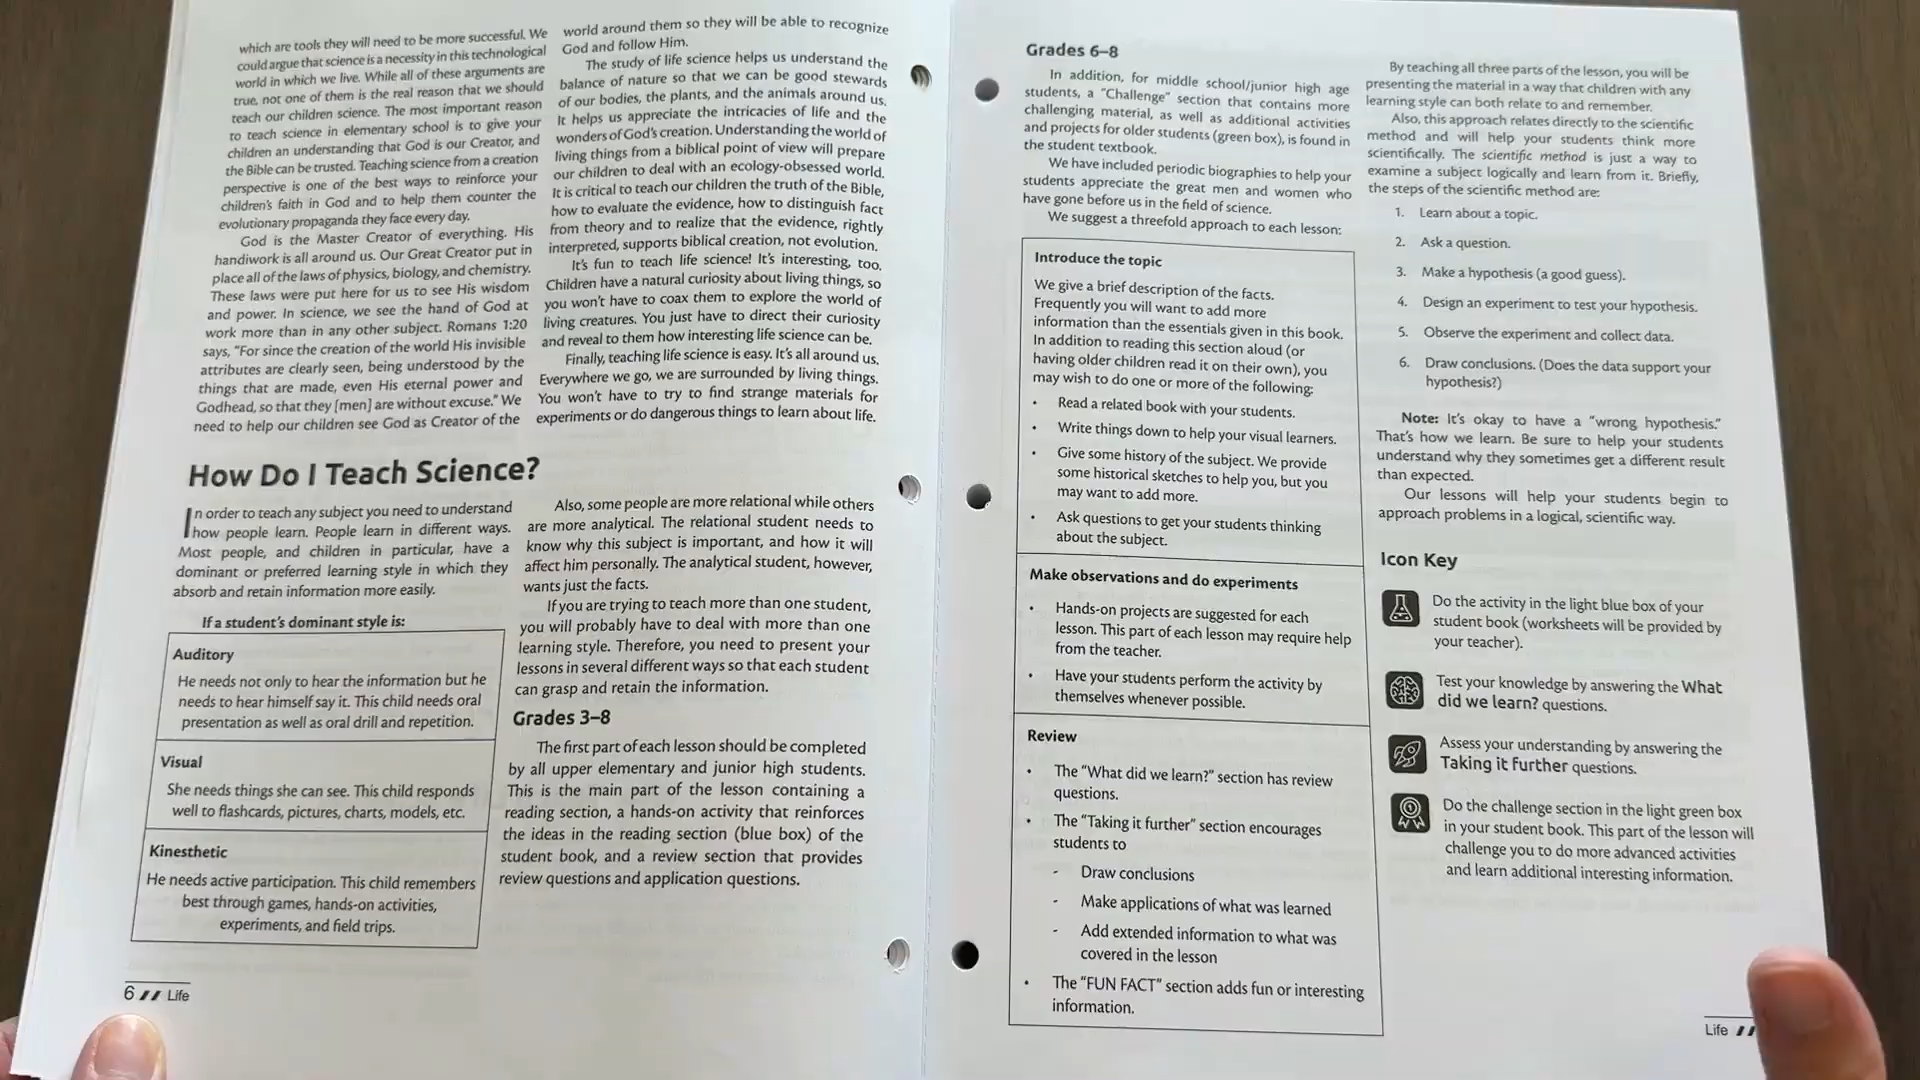 which are tools they will need to be more successful. We
could argue that science is a necessity in this technological
world in which we live. While all of these arguments are
true, not one of them is the real reason that we should
teach our children science. The most important reason
to teach science in elementary school is to give your
children an understanding that God is our Creator, and
the Bible can be trusted. Teaching science from a creation
perspective is one of the best ways to reinforce your
children's faith in God and to help them counter the
evolutionary propaganda they face every day.
God is the Master Creator of everything. His
handiwork is all around us. Our Great Creator put in
place all of the laws of physics, biology, and chemistry.
These laws were put here for us to see His wisdom
and power. In science, we see the hand of God at
work more than in any other subject. Romans 1:20
says, "For since the creation of the world His invisible
attributes are clearly seen, being understood by the
things that are made, even His eternal power and
Godhead, so that they [men] are without excuse." We
need to help our children see God as Creator of the
world around them so they will be able to recognize
God and follow Him.
The study of life science helps us understand the
balance of nature so that we can be good stewards
of our bodies, the plants, and the animals around us.
It helps us appreciate the intricacies of life and the
wonders of God's creation. Understanding the world of
living things from a biblical point of view will prepare
our children to deal with an ecology-obsessed world.
It is critical to teach our children the truth of the Bible,
how to evaluate the evidence, how to distinguish fact
from theory and to realize that the evidence, rightly
interpreted, supports biblical creation, not evolution.
It's fun to teach life science! It's interesting, too.
Children have a natural curiosity about living things, so
you won't have to coax them to explore the world of
living creatures. You just have to direct their curiosity
and reveal to them how interesting life science can be.
Finally, teaching life science is easy. It's all around us.
Everywhere we go, we are surrounded by living things.
You won't have to try to find strange materials for
experiments or do dangerous things to learn about life.
How Do I Teach Science?
In order to teach any subject you need to understand
how people learn. People learn in different ways.
Most people, and children in particular, have a
dominant or preferred learning style in which they
absorb and retain information more easily.
If a student's dominant style is:
Auditory
He needs not only to hear the information but he
needs to hear himself say it. This child needs oral
presentation as well as oral drill and repetition.
Visual
She needs things she can see. This child responds
well to flashcards, pictures, charts, models, etc.
Kinesthetic
He needs active participation. This child remembers
best through games, hands-on activities,
experiments, and field trips.
Also, some people are more relational while others
are more analytical. The relational student needs to
know why this subject is important, and how it will
affect him personally. The analytical student, however,
wants just the facts.
If you are trying to teach more than one student,
you will probably have to deal with more than one
learning style. Therefore, you need to present your
lessons in several different ways so that each student
can grasp and retain the information.
Grades 3–8
The first part of each lesson should be completed
by all upper elementary and junior high students.
This is the main part of the lesson containing a
reading section, a hands-on activity that reinforces
the ideas in the reading section (blue box) of the
student book, and a review section that provides
review questions and application questions.
6 // Life
Grades 6–8
In addition, for middle school/junior high age
students, a "Challenge" section that contains more
challenging material, as well as additional activities
and projects for older students (green box), is found in
the student textbook.
We have included periodic biographies to help your
students appreciate the great men and women who
have gone before us in the field of science.
We suggest a threefold approach to each lesson:
Introduce the topic
We give a brief description of the facts.
Frequently you will want to add more
information than the essentials given in this book.
In addition to reading this section aloud (or
having older children read it on their own), you
may wish to do one or more of the following:
• Read a related book with your students.
• Write things down to help your visual learners.
• Give some history of the subject. We provide
some historical sketches to help you, but you
may want to add more.
• Ask questions to get your students thinking
about the subject.
Make observations and do experiments
• Hands-on projects are suggested for each
lesson. This part of each lesson may require help
from the teacher.
• Have your students perform the activity by
themselves whenever possible.
Review
• The "What did we learn?" section has review
questions.
• The "Taking it further" section encourages
students to
- Draw conclusions
- Make applications of what was learned
- Add extended information to what was
covered in the lesson
• The "FUN FACT" section adds fun or interesting
information.
By teaching all three parts of the lesson, you will be
presenting the material in a way that children with any
learning style can both relate to and remember.
Also, this approach relates directly to the scientific
method and will help your students think more
scientifically. The scientific method is just a way to
examine a subject logically and learn from it. Briefly,
the steps of the scientific method are:
1. Learn about a topic.
2. Ask a question.
3. Make a hypothesis (a good guess).
4. Design an experiment to test your hypothesis.
5. Observe the experiment and collect data.
6. Draw conclusions. (Does the data support your
hypothesis?)
Note: It's okay to have a "wrong hypothesis."
That's how we learn. Be sure to help your students
understand why they sometimes get a different result
than expected.
Our lessons will help your students begin to
approach problems in a logical, scientific way.
Icon Key
Do the activity in the light blue box of your
student book (worksheets will be provided by
your teacher).
Test your knowledge by answering the What
did we learn? questions.
Assess your understanding by answering the
Taking it Further questions.
Do the challenge section in the light green box
in your student book. This part of the lesson will
challenge you to do more advanced activities
and learn additional interesting information.
Life //